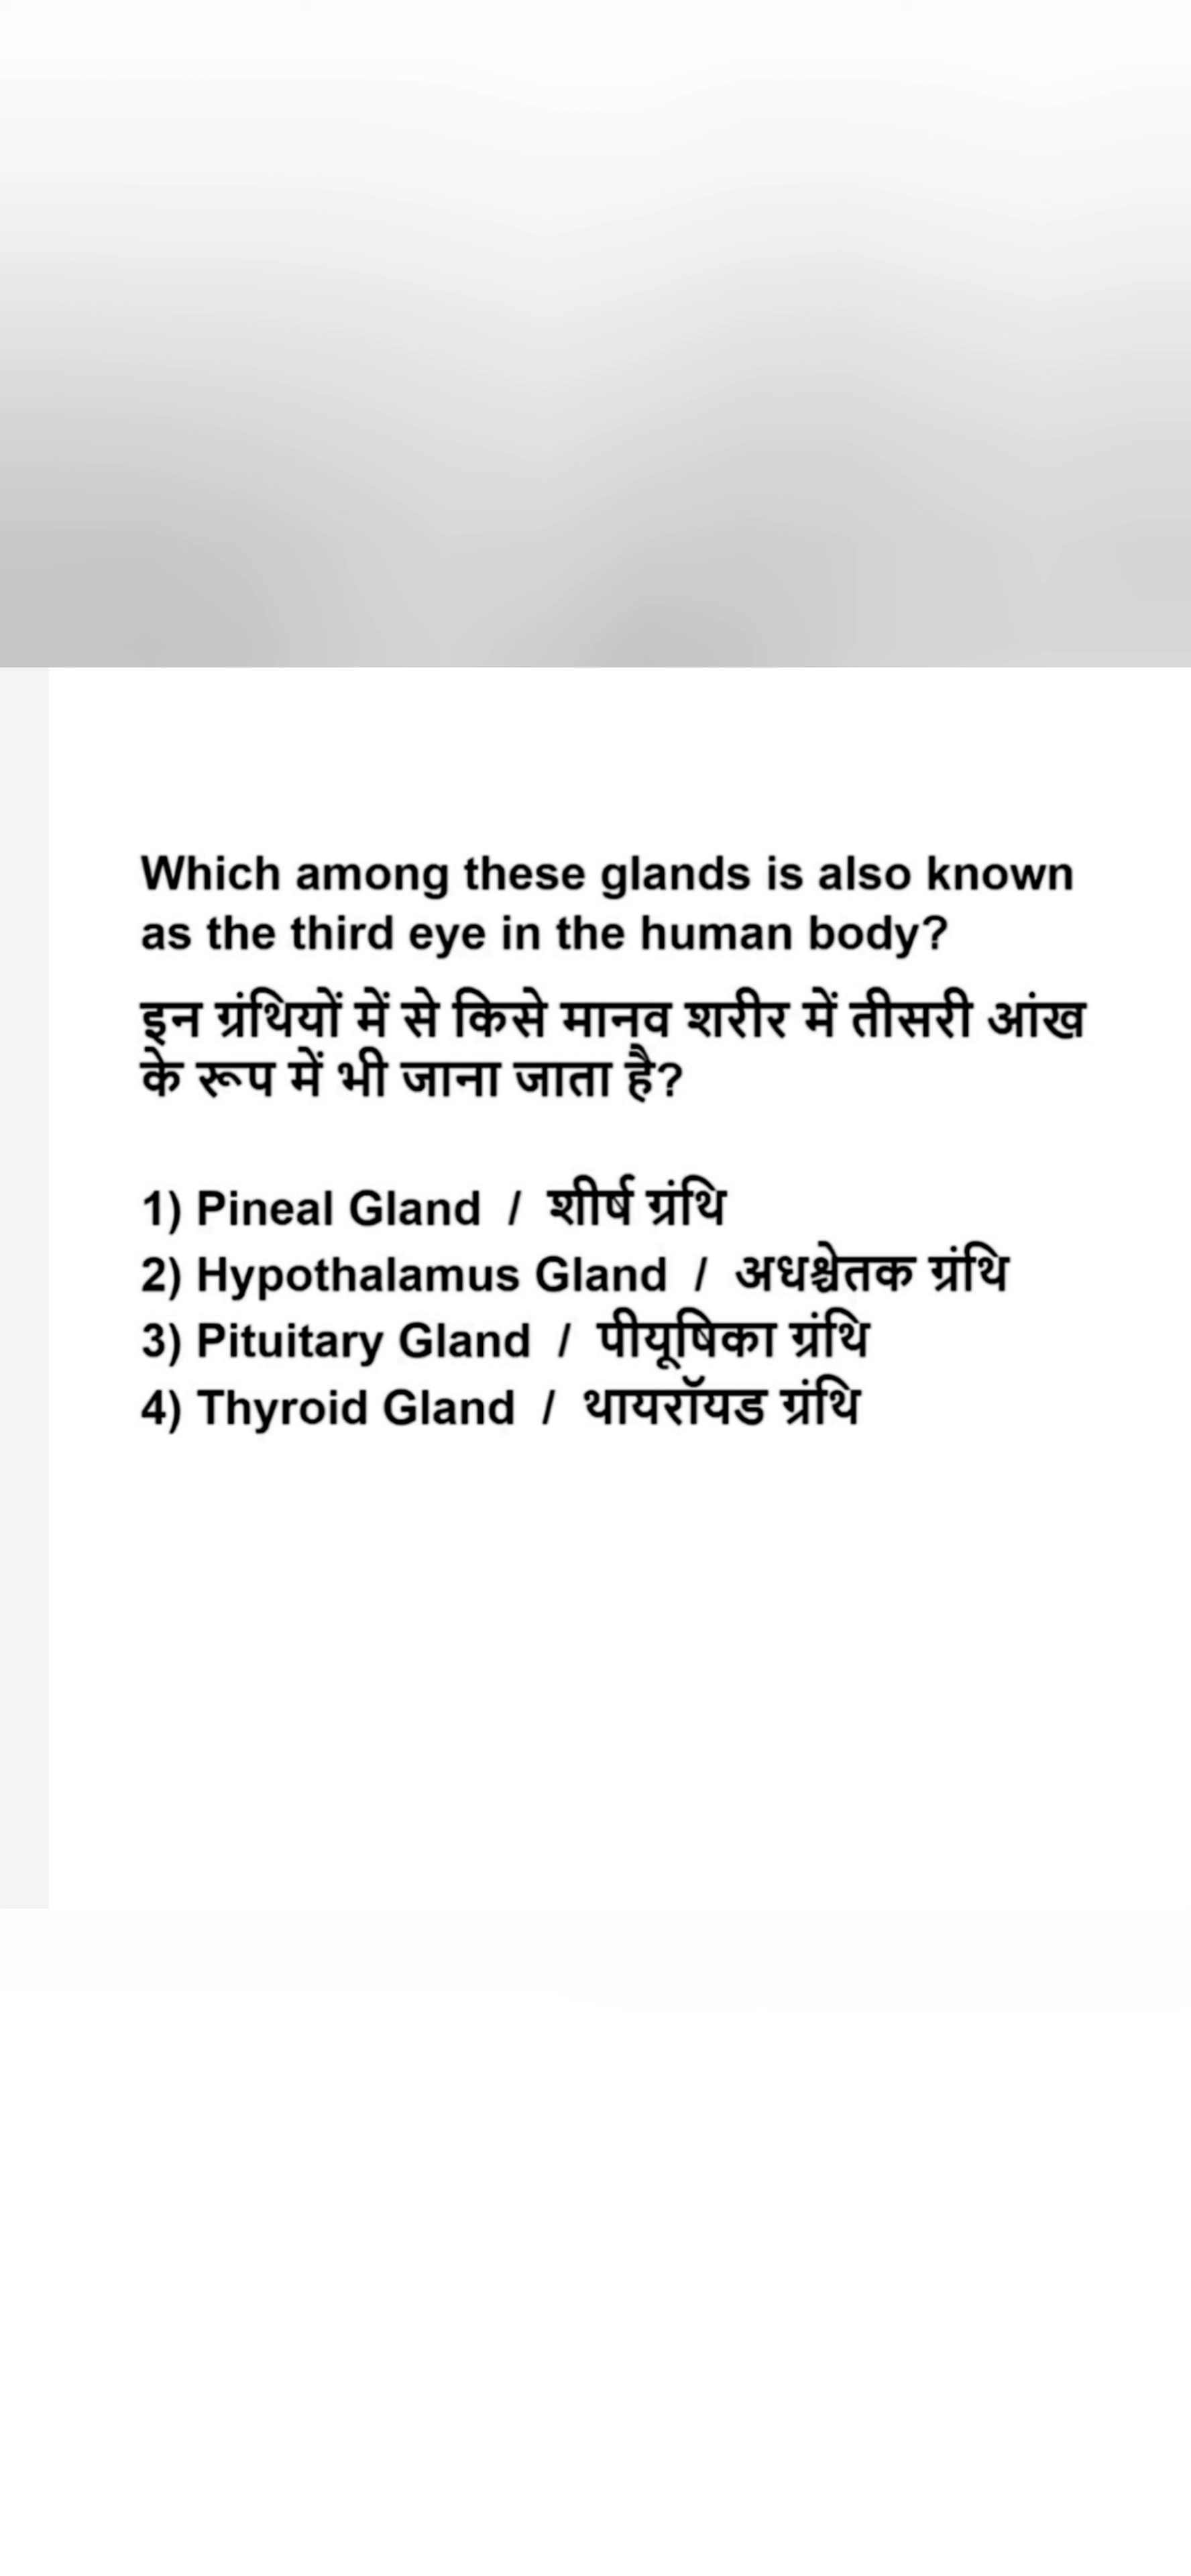 Which among these glands is also known
as the third eye in the human body?
इन ग्रंथियों में से किसे मानव शरीर में तीसरी आंख
के रूप में भी जाना जाता है?
1) Pineal Gland / शीर्ष ग्रंथि
2) Hypothalamus Gland / अधश्चेतक ग्रंथि
3) Pituitary Gland / पीयूषिका ग्रंथि
4) Thyroid Gland / थायरॉयड ग्रंथि